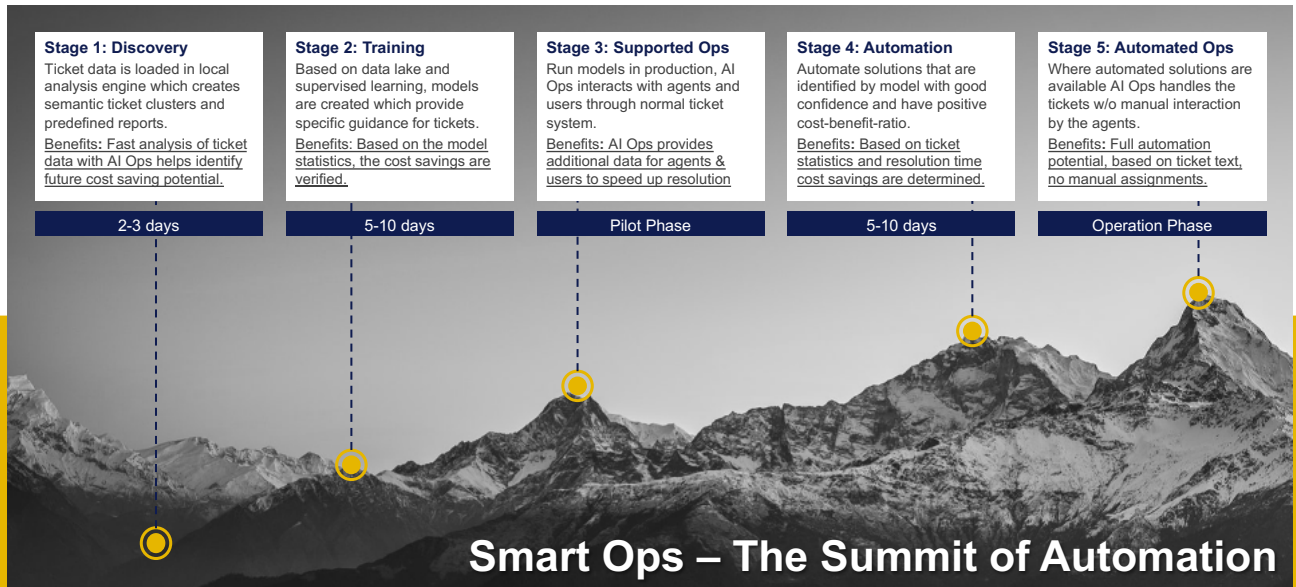 Stage 1: Discovery
Ticket data is loaded in local
analysis engine which creates
semantic ticket clusters and
predefined reports.
Benefits: Fast analysis of ticket
data with AI Ops helps identify
future cost saving potential.
2-3 days
Stage 2: Training
Based on data lake and
supervised learning, models
are created which provide
specific guidance for tickets.
Benefits: Based on the model
statistics, the cost savings are
verified.
5-10 days
Stage 3: Supported Ops
Run models in production, AI
Ops interacts with agents and
users through normal ticket
system.
Benefits: AI Ops provides
additional data for agents &
users to speed up resolution
Pilot Phase
Stage 4: Automation
Automate solutions that are
identified by model with good
confidence and have positive
cost-benefit-ratio.
Benefits: Based on ticket
statistics and resolution time
cost savings are determined.
5-10 days
Stage 5: Automated Ops
Where automated solutions are
available AI Ops handles the
tickets w/o manual interaction
by the agents.
Benefits: Full automation
potential, based on ticket text,
no manual assignments.
Operation Phase
Smart Ops – The Summit of Automation